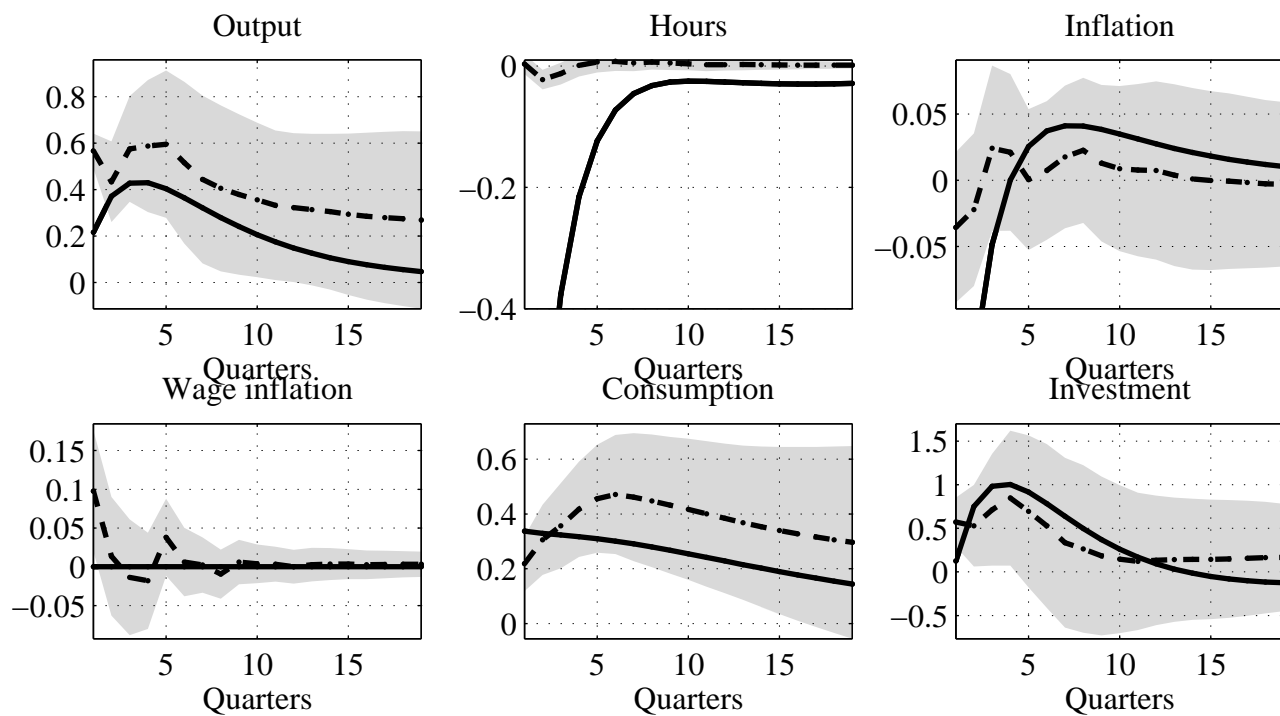 Output
0.8
0.6
0.4
0.2
0
5 10 15
Quarters
Hours
0
−0.2
−0.4
5 10 15
Quarters
Inflation
0.05
0
−0.05
5 10 15
Quarters
Wage inflation
0.15
0.1
0.05
0
−0.05
5 10 15
Quarters
Consumption
0.6
0.4
0.2
0
5 10 15
Quarters
Investment
1.5
1
0.5
0
−0.5
5 10 15
Quarters